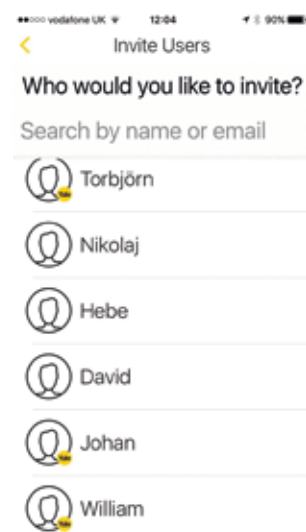 vodafone UK 12:04 90%
Invite Users
Who would you like to invite?
Search by name or email
Torbjörn
Nikolaj
Hebe
David
Johan
William